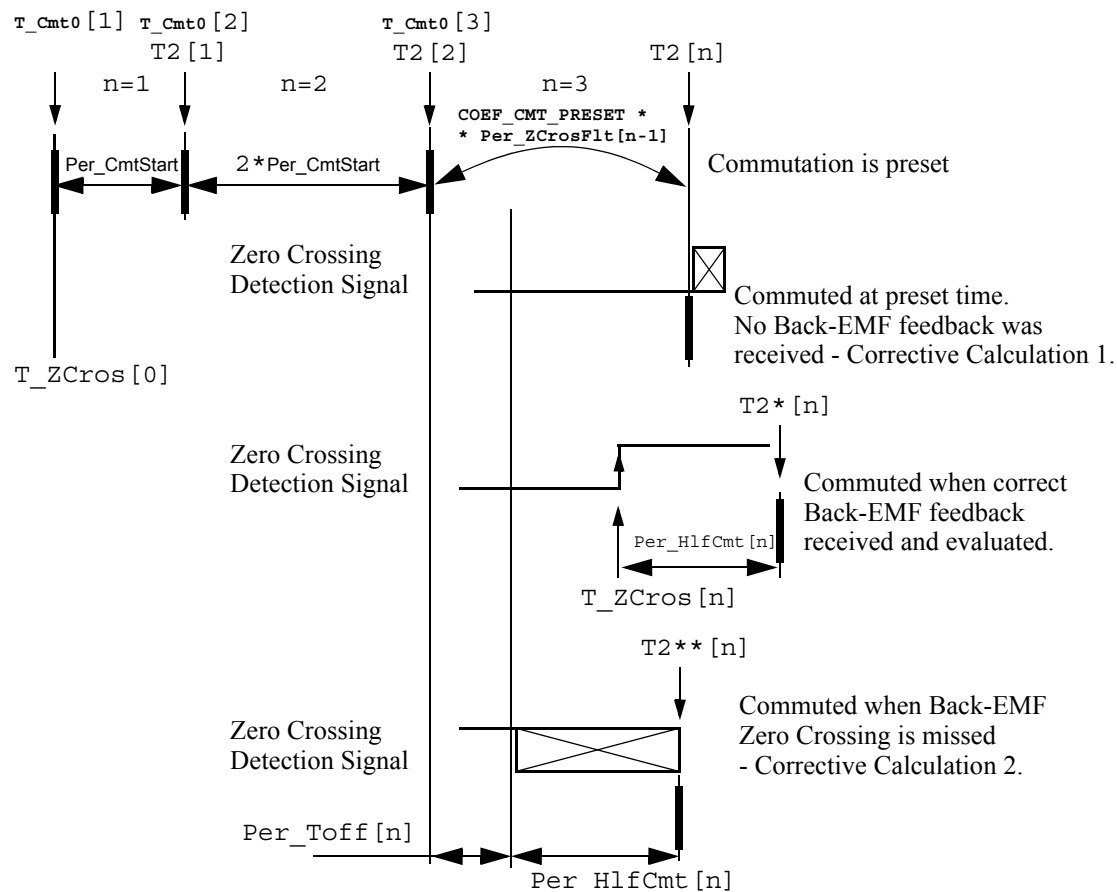 T_Cmt0[1] T_Cmt0[2] T_Cmt0[3]
T2[1] T2[2] T2[n]
n=1 n=2 n=3
COEF_CMT_PRESET *
* Per_ZCrosFlt[n-1]
Per_CmtStart 2*Per_CmtStart
Commutation is preset
Zero Crossing
Detection Signal
Commuted at preset time.
No Back-EMF feedback was
received - Corrective Calculation 1.
T_ZCros[0]
T2*[n]
Zero Crossing
Detection Signal
Commuted when correct
Back-EMF feedback
received and evaluated.
Per_HlfCmt[n]
T_ZCros[n]
T2**[n]
Zero Crossing
Detection Signal
Commuted when Back-EMF
Zero Crossing is missed
- Corrective Calculation 2.
Per_Toff[n]
Per HlfCmt[n]